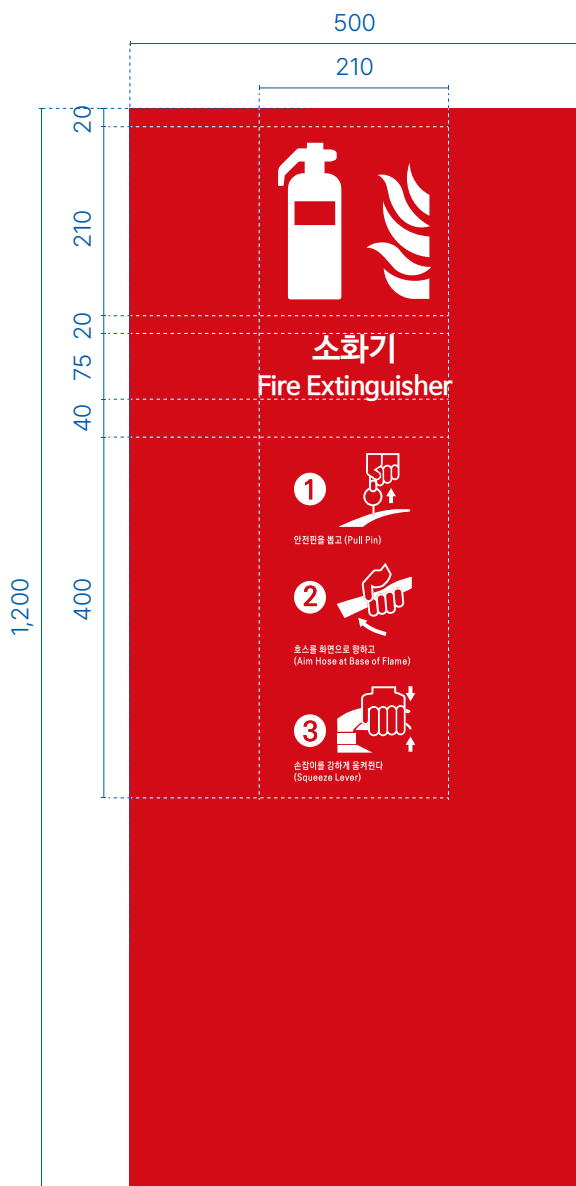 500
210
20
210
20
75
40
400
1,200
소화기
Fire Extinguisher
1
안전핀을 뽑고 (Pull Pin)
2
호스를 화면으로 향하고
(Aim Hose at Base of Flame)
3
손잡이를 강하게 움켜쥔다
(Squeeze Lever)